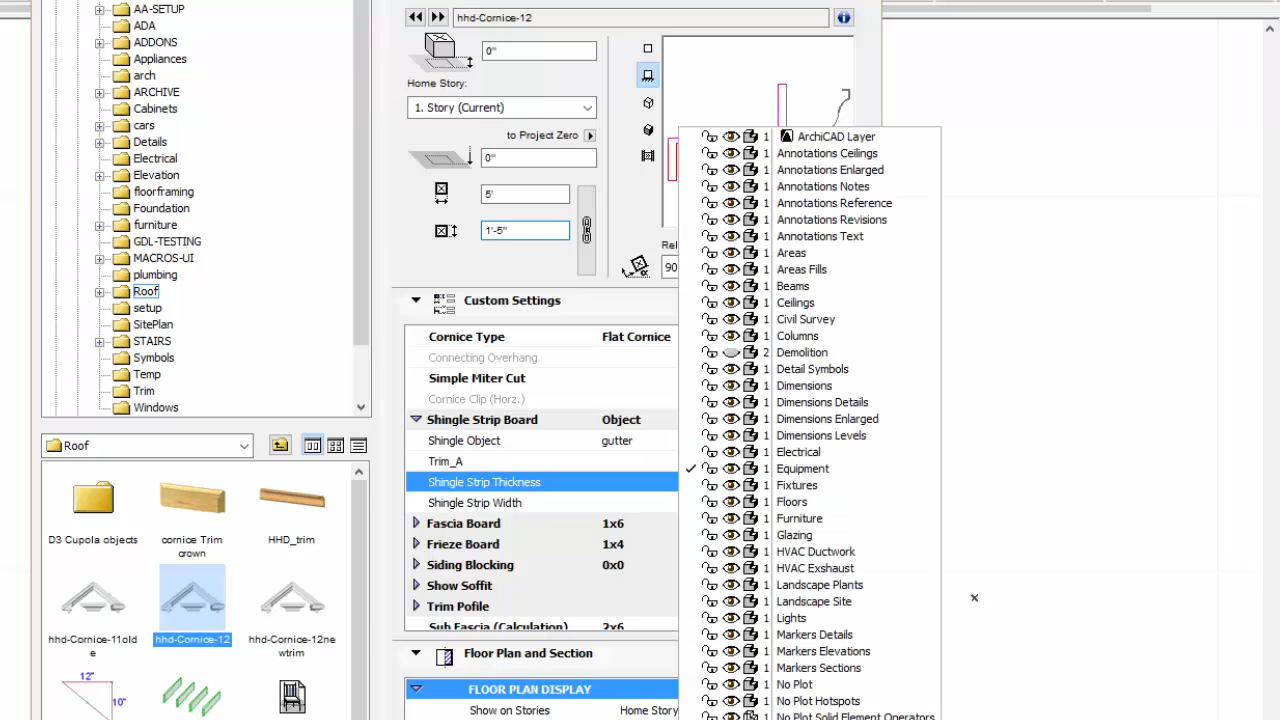 AA-SETUP
ADA
ADDONS
Appliances
arch
ARCHIVE
Cabinets
cars
Details
Electrical
Elevation
floorframing
Foundation
furniture
GDL-TESTING
MACROS-UI
plumbing
Roof
setup
SitePlan
STAIRS
Symbols
Temp
Trim
Windows
Roof
D3 Cupola objects
cornice Trim crown
HHD_trim
hhd-Cornice-11old
e
hhd-Cornice-12
hhd-Cornice-12ne
wtrim
12"
10"
hhd-Cornice-12
0"
Home Story:
1. Story (Current)
to Project Zero
0"
5'
1'-5"
Rel
90
Custom Settings
Cornice Type Flat Cornice
Connecting Overhang
Simple Miter Cut
Cornice Clip (Horz.)
Shingle Strip Board Object
Shingle Object gutter
Trim_A
Shingle Strip Thickness
Shingle Strip Width
Fascia Board 1x6
Frieze Board 1x4
Siding Blocking 0x0
Show Soffit
Trim Pofile
Sub Fascia (Calculation) 2x6
Floor Plan and Section
FLOOR PLAN DISPLAY
Show on Stories Home Story
1 ArchiCAD Layer
1 Annotations Ceilings
1 Annotations Enlarged
1 Annotations Notes
1 Annotations Reference
1 Annotations Revisions
1 Annotations Text
1 Areas
1 Areas Fills
1 Beams
1 Ceilings
1 Civil Survey
1 Columns
2 Demolition
1 Detail Symbols
1 Dimensions
1 Dimensions Details
1 Dimensions Enlarged
1 Dimensions Levels
1 Electrical
1 Equipment
1 Fixtures
1 Floors
1 Furniture
1 Glazing
1 HVAC Ductwork
1 HVAC Exshaust
1 Landscape Plants
1 Landscape Site
1 Lights
1 Markers Details
1 Markers Elevations
1 Markers Sections
1 No Plot
1 No Plot Hotspots
1 No Plot Solid Element Operators